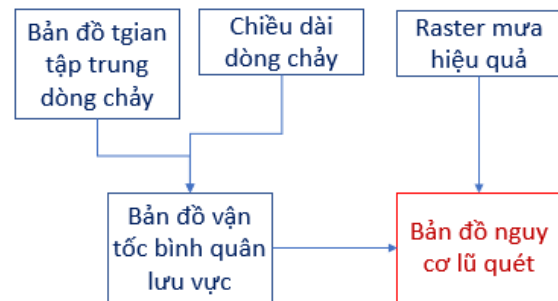 Bản đồ tgian
tập trung
dòng chảy
Chiều dài
dòng chảy
Raster mưa
hiệu quả
Bản đồ vận
tốc bình quân
lưu vực
Bản đồ nguy
cơ lũ quét